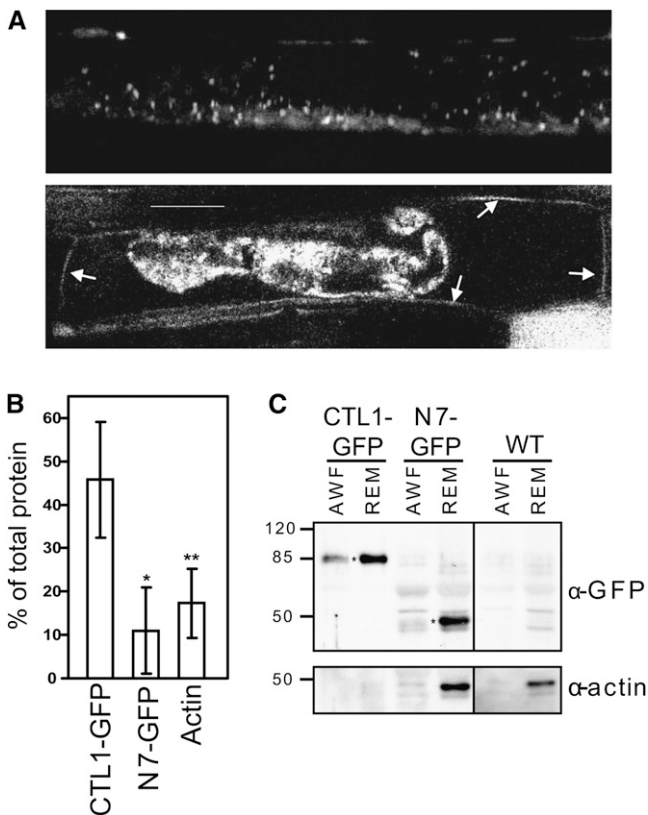 A
B
% of total protein
60
50
40
30
20
10
0
*
**
CTL1-GFP
N7-GFP
Actin
C
CTL1-
GFP
N7-
GFP
WT
AWF
REM
AWF
REM
AWF
REM
120
85
50
*
*
α-GFP
50
α-actin